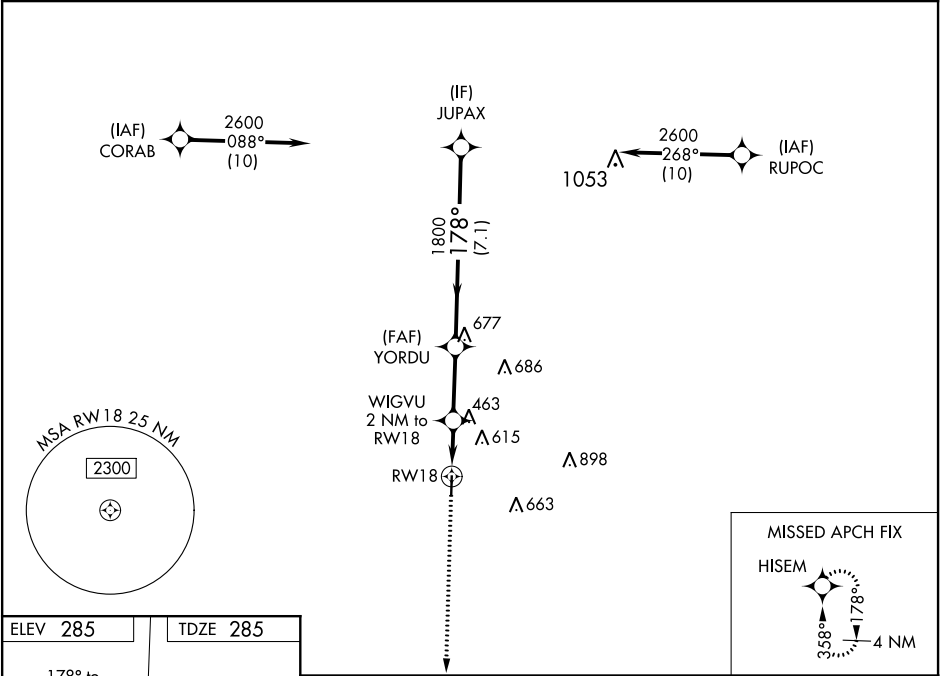 (IAF)
CORAB
2600
088°
(10)
(IF)
JUPAX
2600
268°
(10)
(IAF)
RUPOC
1053
1800
178°
(7.1)
(FAF)
YORDU
677
686
WIGVU
2 NM to
RW18
463
615
898
RW18
663
MSA RW18 25 NM
2300
MISSED APCH FIX
HISEM
178°
358°
4 NM
ELEV 285
TDZE 285
178° to